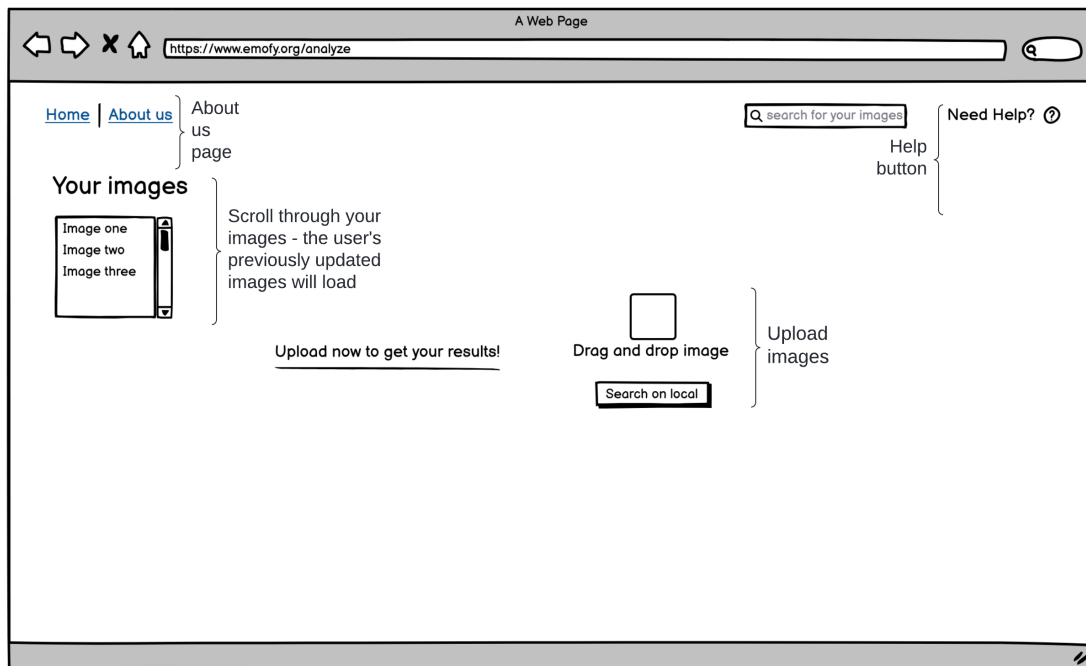 A Web Page
https://www.emofy.org/analyze
Home | About us
About
us
page
search for your images
Need Help?
Help
button
Your images
Image one
Image two
Image three
Scroll through your
images - the user's
previously updated
images will load
Upload now to get your results!
Drag and drop image
Search on local
Upload
images